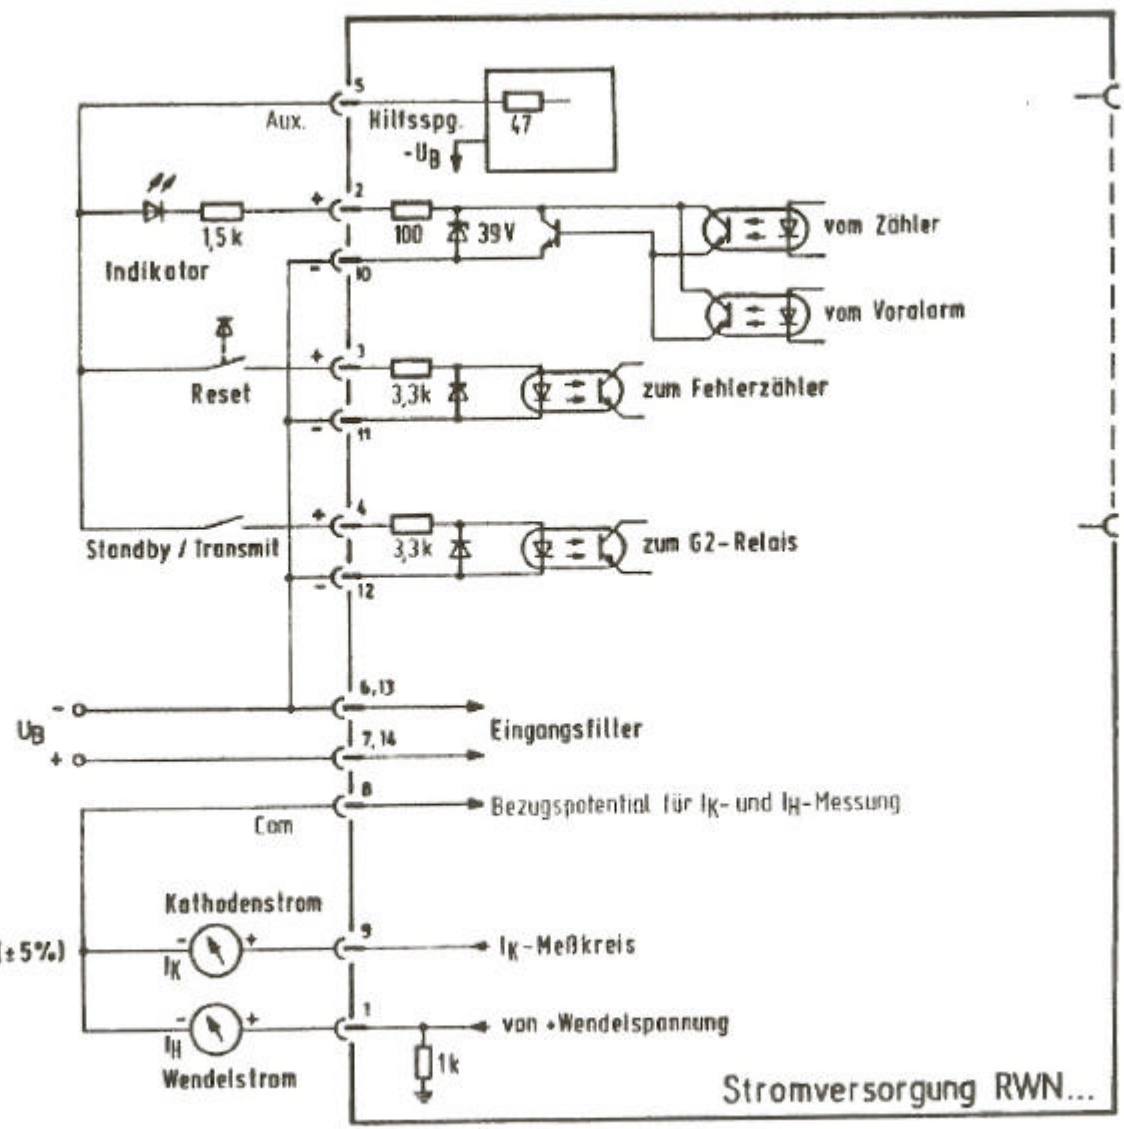 5
Aux.
Hilfsspg.
47
-UB
+
2
1,5k
100
39V
vom Zähler
Indikator
-
10
vom Voralarm
+
3
Reset
3,3k
zum Fehlerzähler
-
11
+
4
Standby / Transmit
3,3k
zum G2-Relais
-
12
6,13
-
UB
Eingangsfilter
+
7,14
8
Bezugspotential für IK- und IH-Messung
Com
Kathodenstrom
(±5%)
-
+
9
IK-Meßkreis
IK
-
+
1
von +Wendelspannung
IH
1k
Wendelstrom
Stromversorgung RWN...